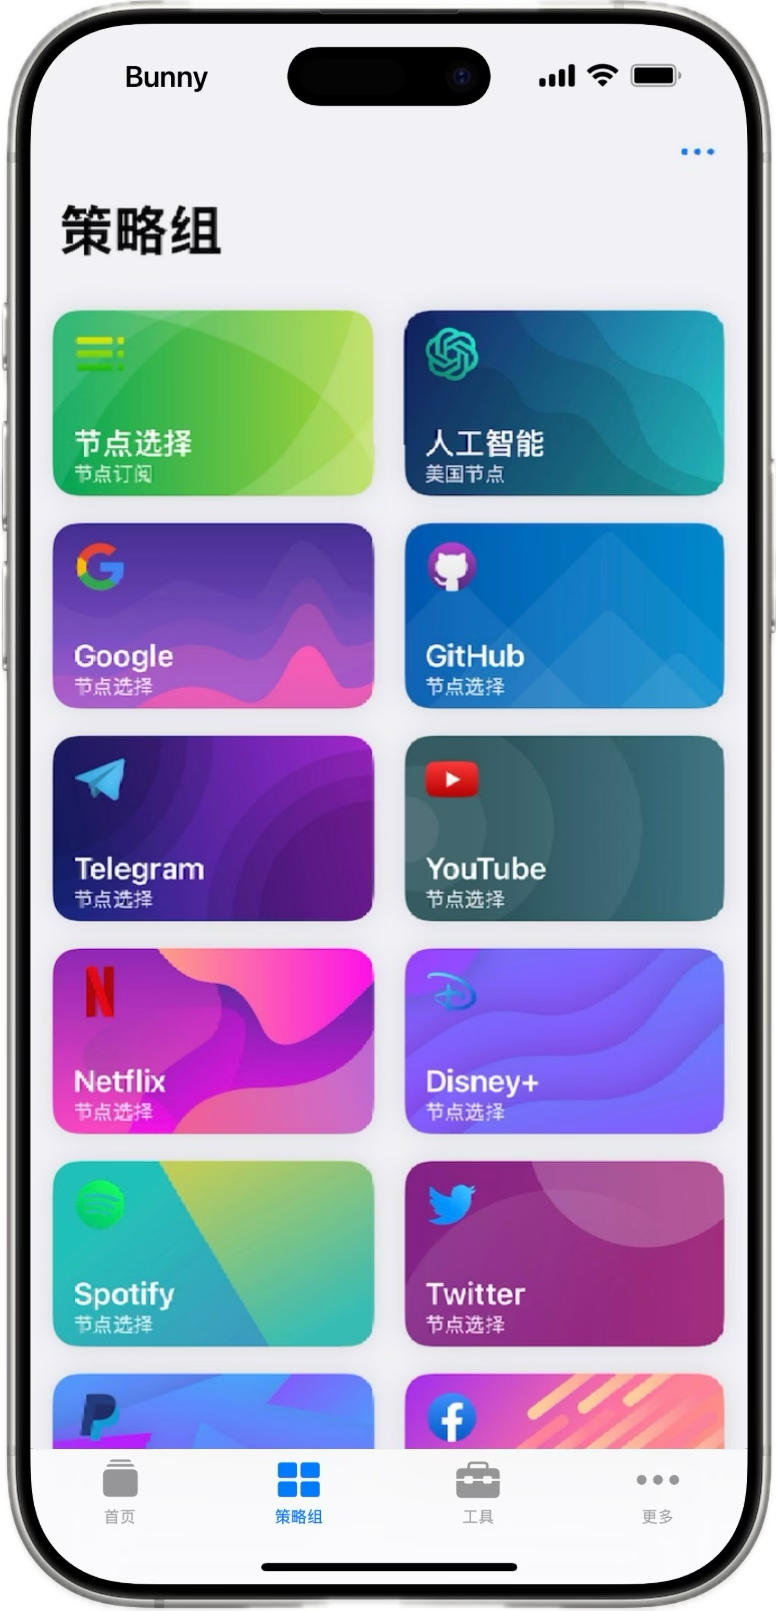 Bunny
策略组
节点选择
节点订阅
人工智能
美国节点
Google
节点选择
GitHub
节点选择
Telegram
节点选择
YouTube
节点选择
Netflix
节点选择
Disney+
节点选择
Spotify
节点选择
Twitter
节点选择
首页
策略组
工具
更多